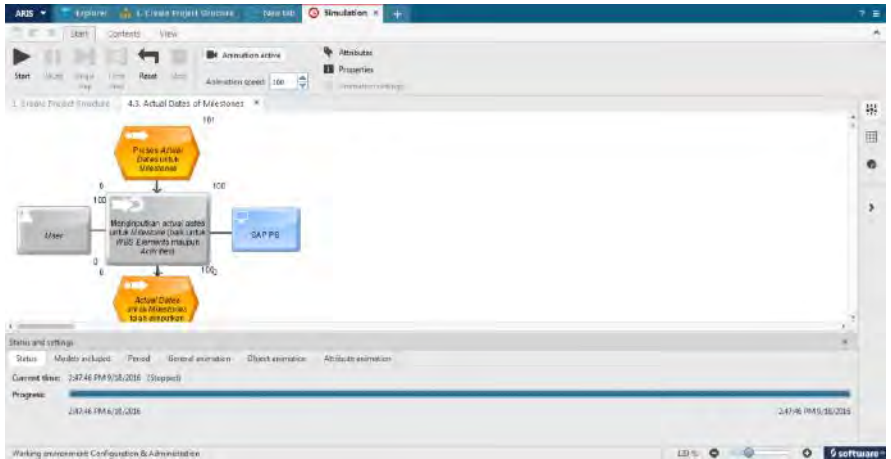 ARIS
Explorer
1. Create Project Structure
New tab
Simulation
Start Contents View
Start
Reset
Animation active
Animation speed: 100
Attributes
Properties
1. Create Project Structure 4.3. Actual Dates of Milestones
101
Proses Actual
Dates untuk
Milestones
0 100
100
User
Menginputkan actual dates
untuk Milestone (baik untuk
WBS Elements maupun
Activities)
SAP PS
0
0 100
Actual Dates
untuk Milestones
telah diinputkan
Status and settings
Status Models included Period General animation Object animation Attribute animation
Current time: 2:47:46 PM 9/18/2016 (Stopped)
Progress:
2:47:46 PM 6/18/2016 2:47:46 PM 9/18/2016
Working environment: Configuration & Administration
software